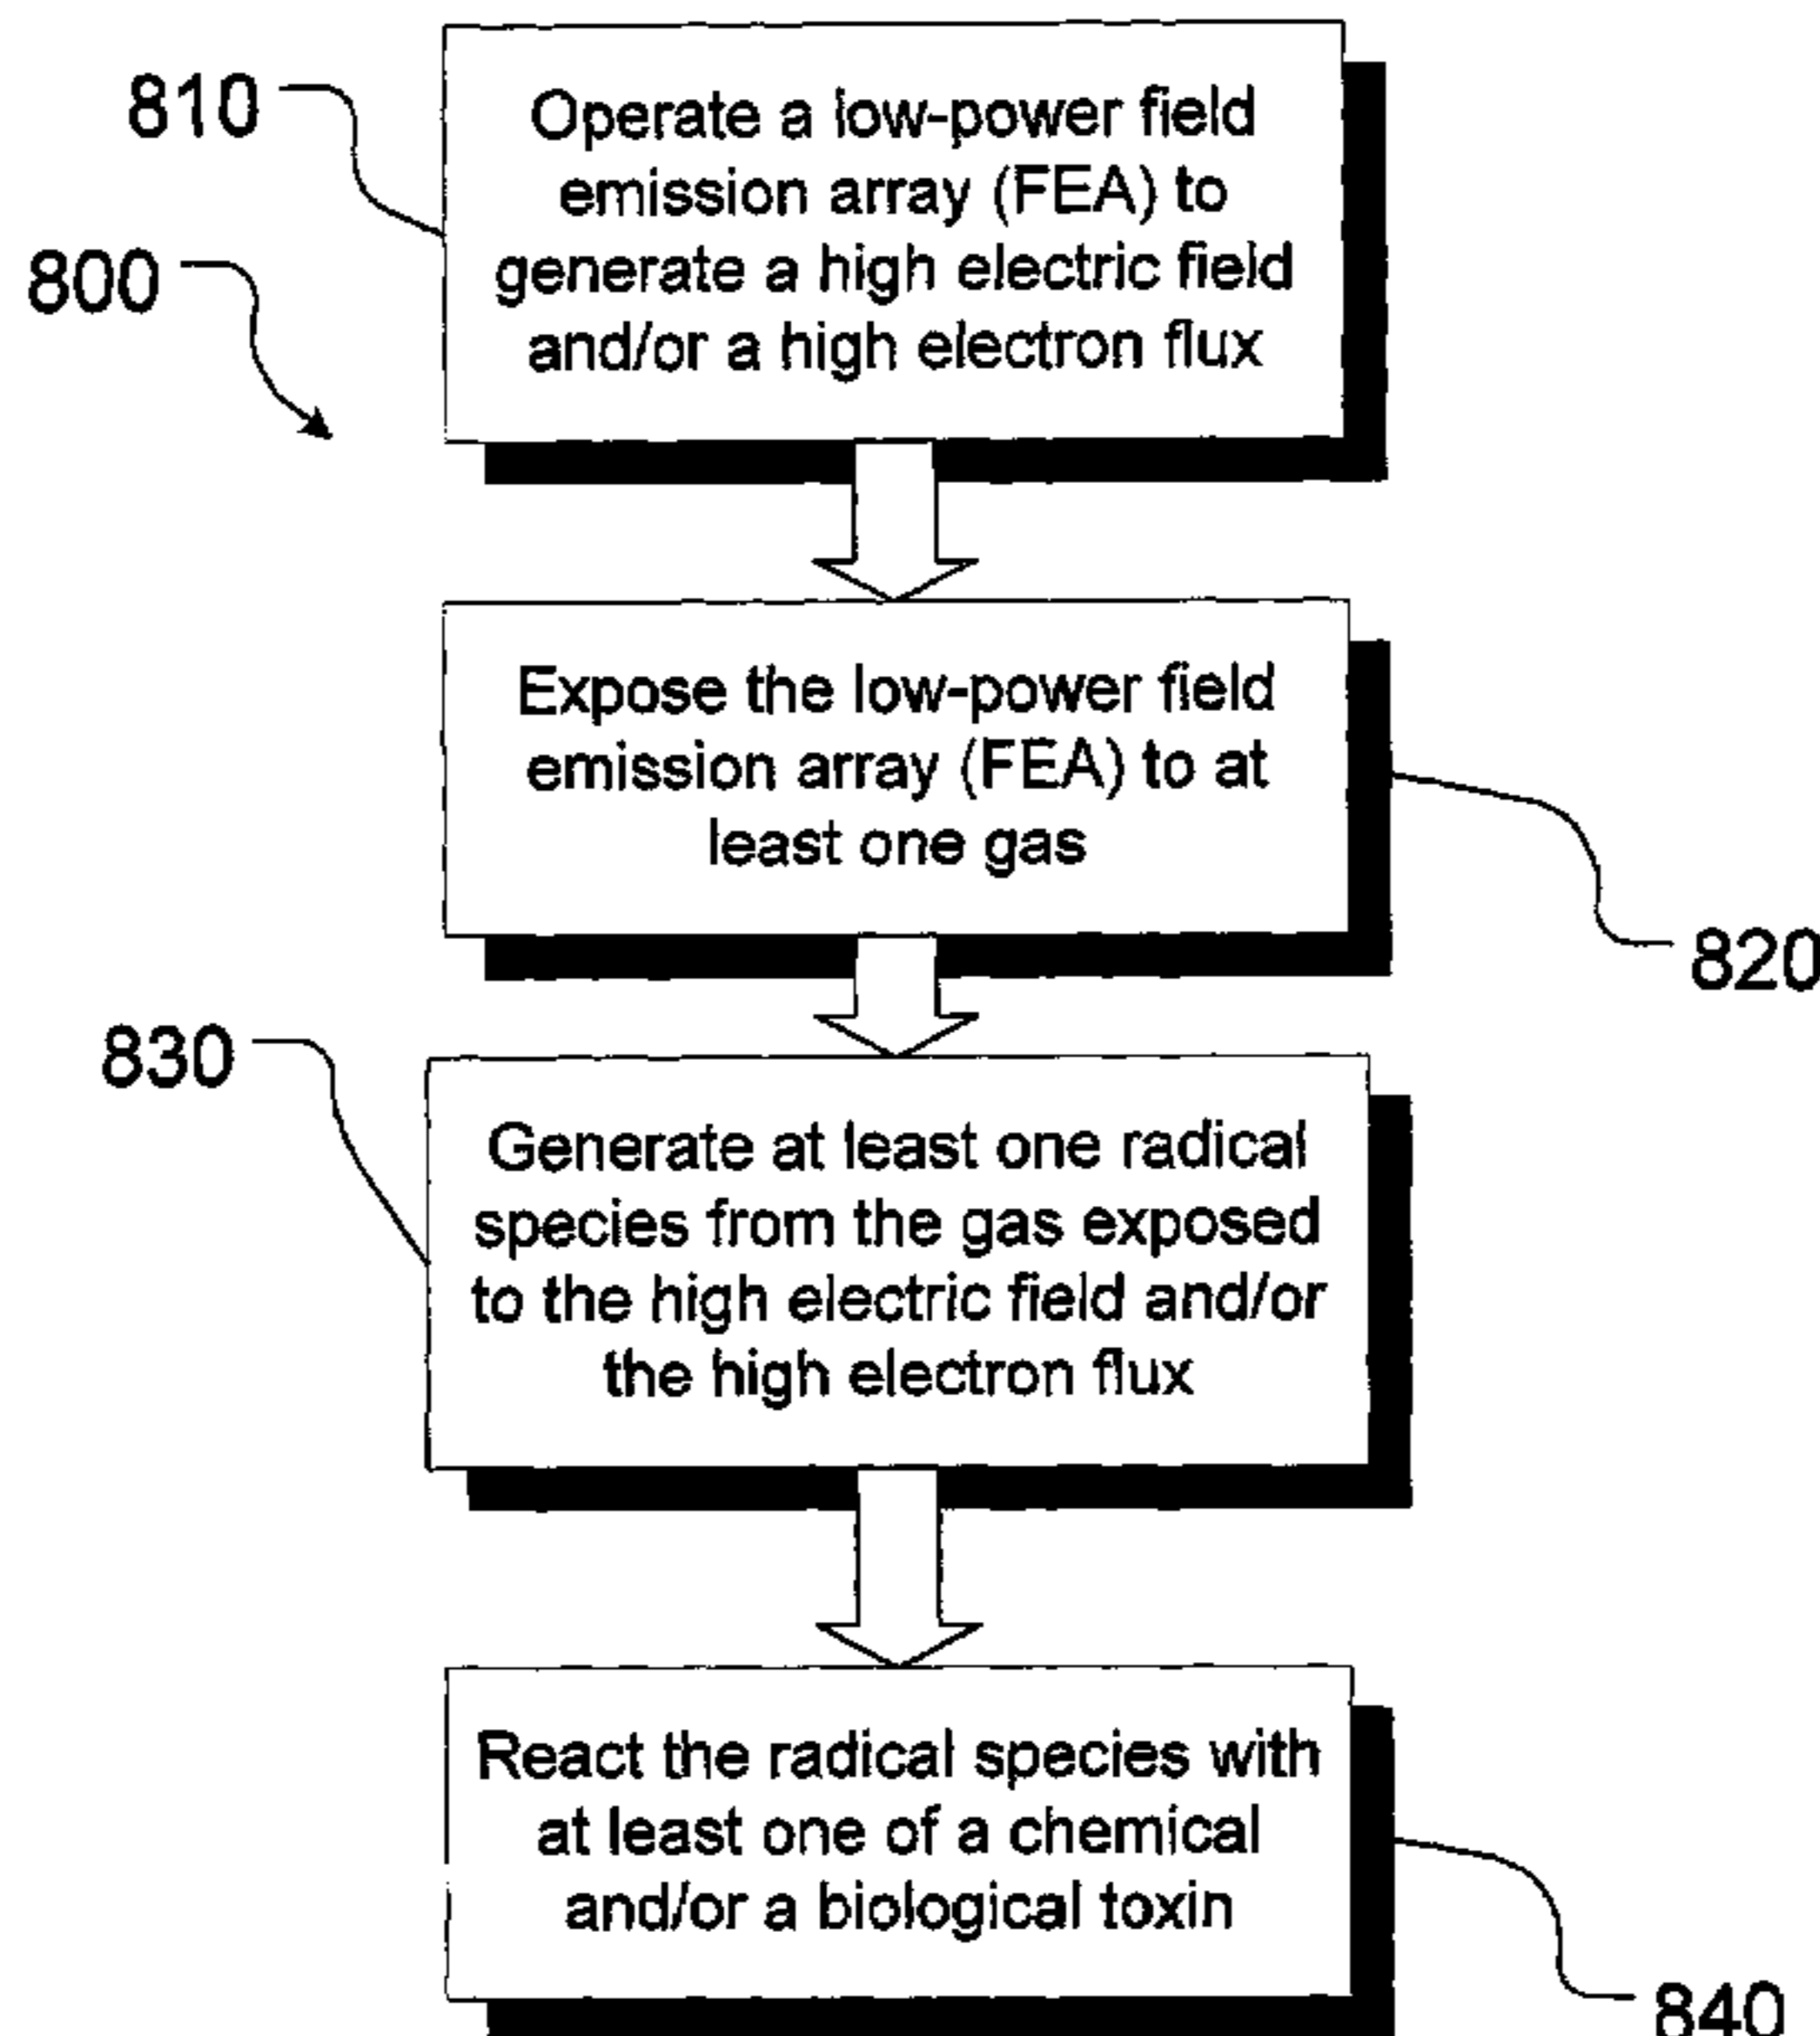 810
Operate a low-power field
emission array (FEA) to
generate a high electric field
and/or a high electron flux
800
Expose the low-power field
emission array (FEA) to at
least one gas
820
830
Generate at least one radical
species from the gas exposed
to the high electric field and/or
the high electron flux
React the radical species with
at least one of a chemical
and/or a biological toxin
840